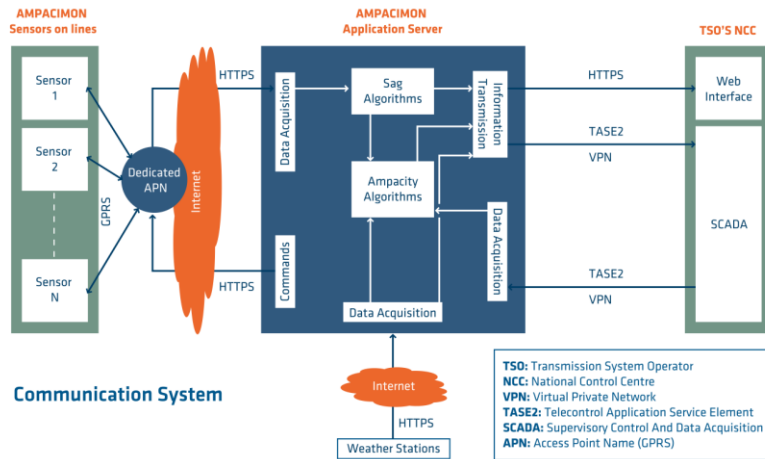 AMPACIMON
Sensors on lines
AMPACIMON
Application Server
TSO'S NCC
Sensor
1
Sensor
2
Sensor
N
GPRS
Dedicated
APN
HTTPS
Internet
HTTPS
Data Acquisition
Commands
Sag
Algorithms
Ampacity
Algorithms
Information
Transmission
Data Acquisition
Data Acquisition
HTTPS
TASE2
VPN
TASE2
VPN
Web
Interface
SCADA
Internet
HTTPS
Weather Stations
Communication System
TSO: Transmission System Operator
NCC: National Control Centre
VPN: Virtual Private Network
TASE2: Telecontrol Application Service Element
SCADA: Supervisory Control And Data Acquisition
APN: Access Point Name (GPRS)